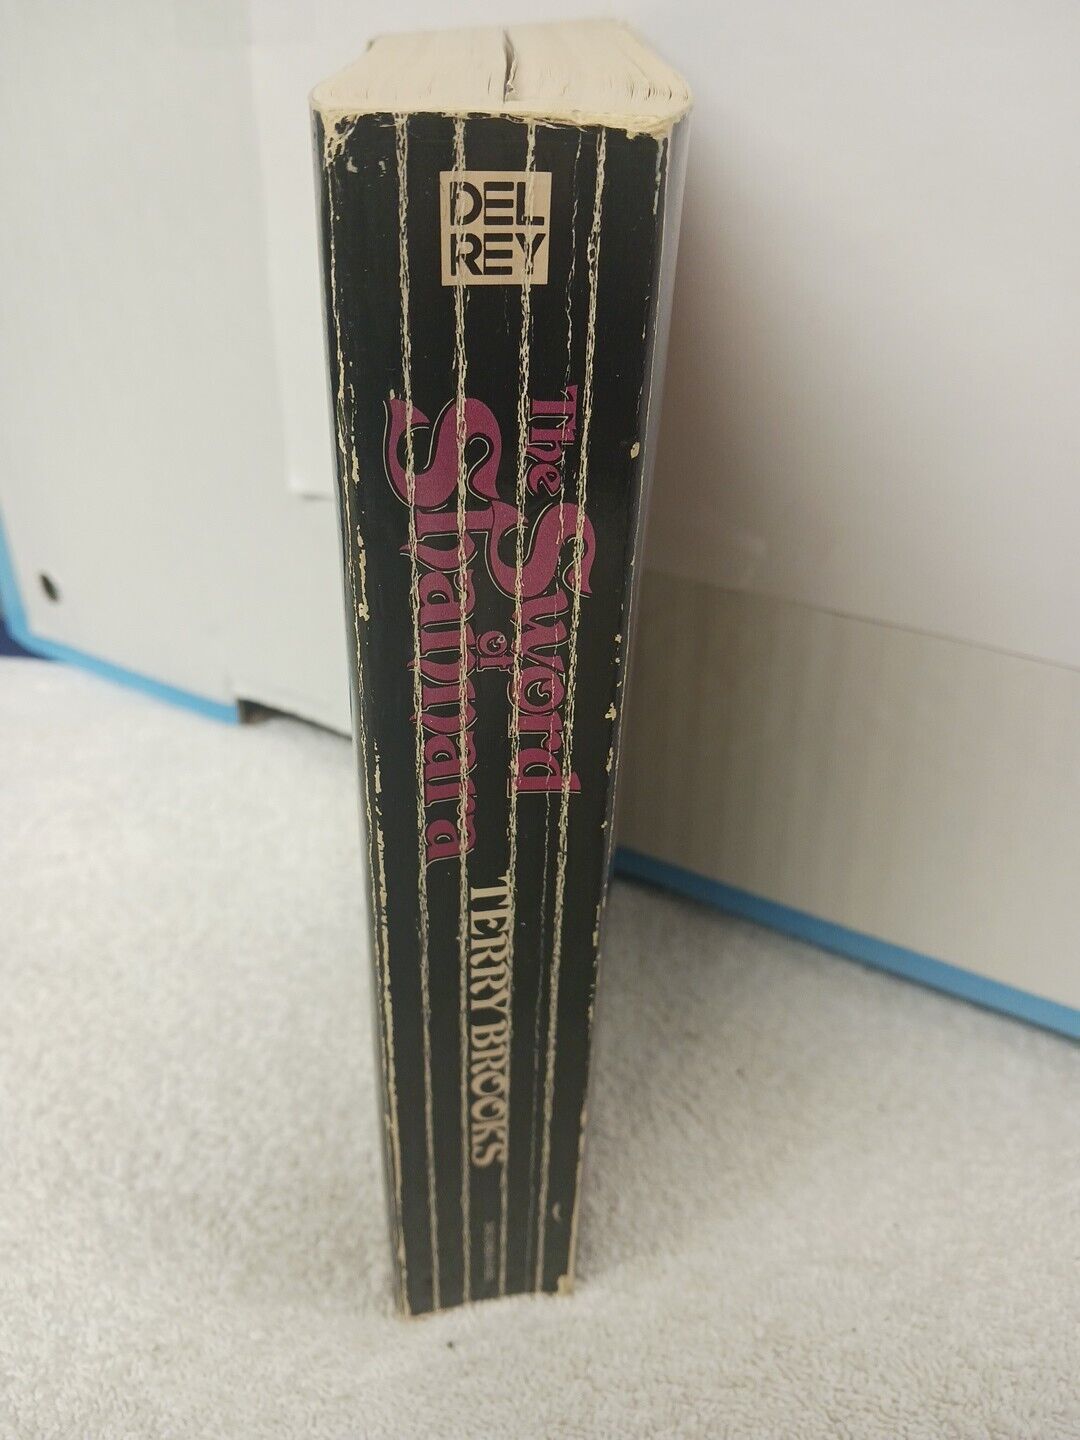 DEL
REY
The Sword
of
Shannara
TERRY BROOKS